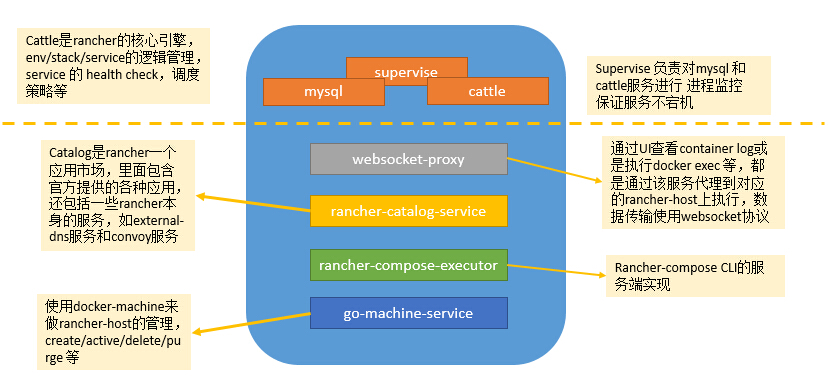 Cattle是rancher的核心引擎，
env/stack/service的逻辑管理，
service 的 health check，调度
策略等
supervise
mysql
cattle
Supervise 负责对mysql 和
cattle服务进行 进程监控
保证服务不宕机
Catalog是rancher一个
应用市场，里面包含
官方提供的各种应用，
还包括一些rancher本
身的服务，如external-
dns服务和convoy服务
websocket-proxy
通过UI查看container log或
是执行docker exec 等，都
是通过该服务代理到对应
的rancher-host上执行，数
据传输使用websocket协议
rancher-catalog-service
rancher-compose-executor
Rancher-compose CLI的服
务端实现
使用docker-machine来
做rancher-host的管理，
create/active/delete/pu
rge 等
go-machine-service